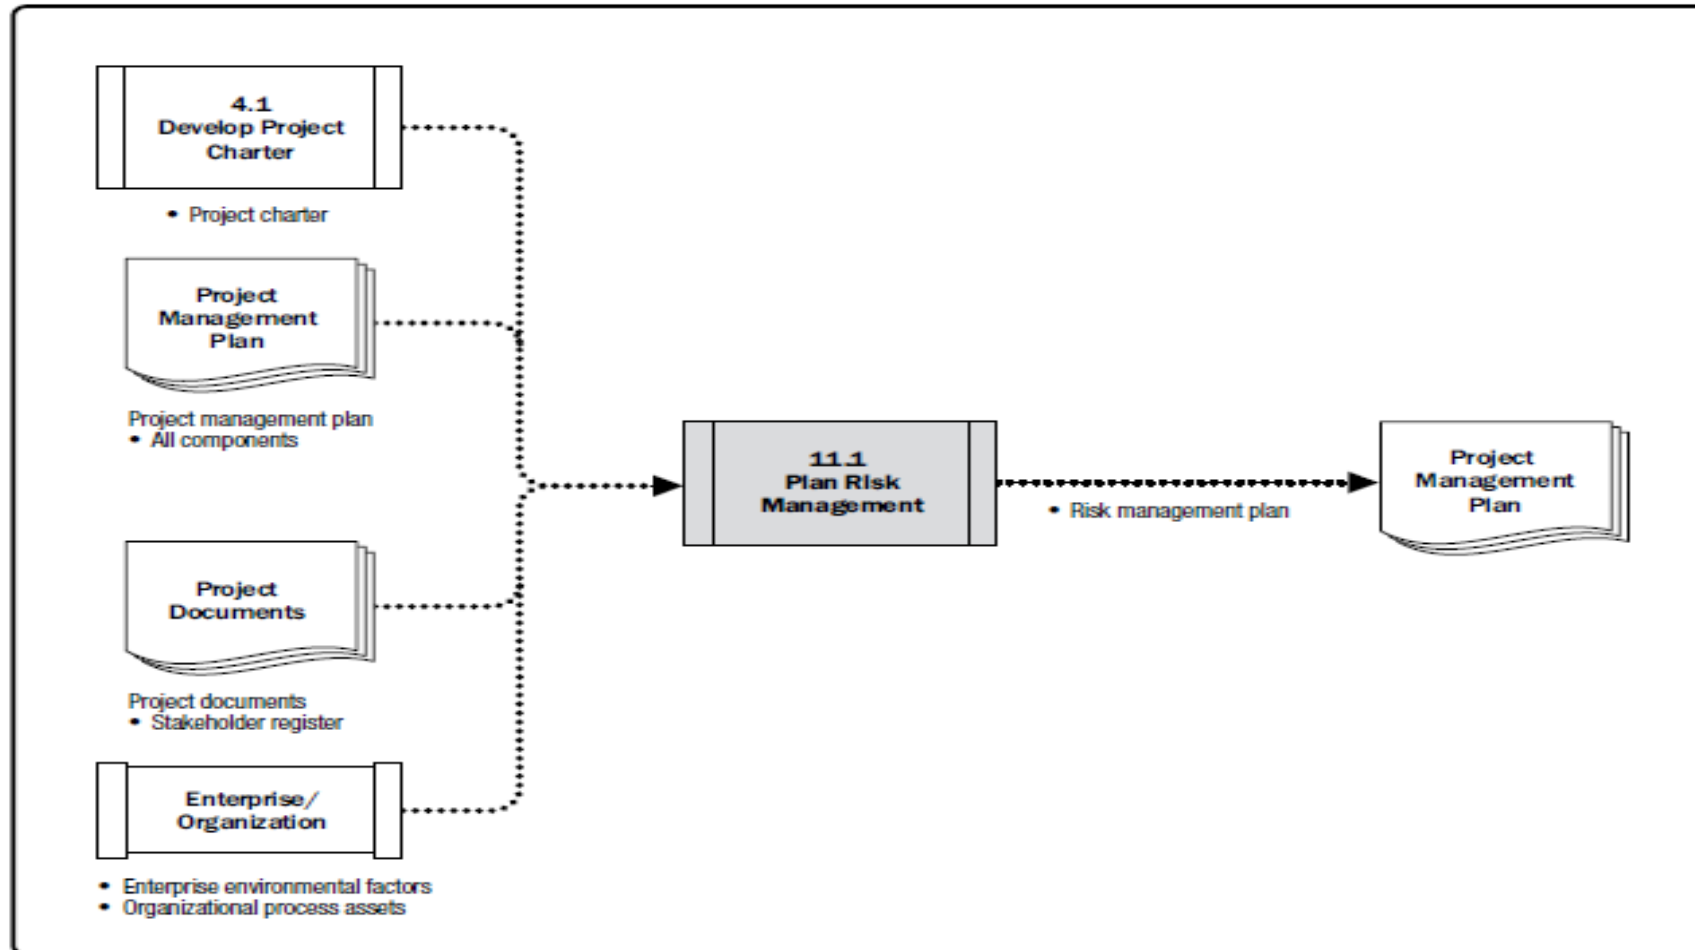 4.1
Develop Project
Charter
• Project charter
Project
Management
Plan
Project management plan
• All components
Project
Documents
Project documents
• Stakeholder register
Enterprise/
Organization
• Enterprise environmental factors
• Organizational process assets
11.1
Plan Risk
Management
• Risk management plan
Project
Management
Plan